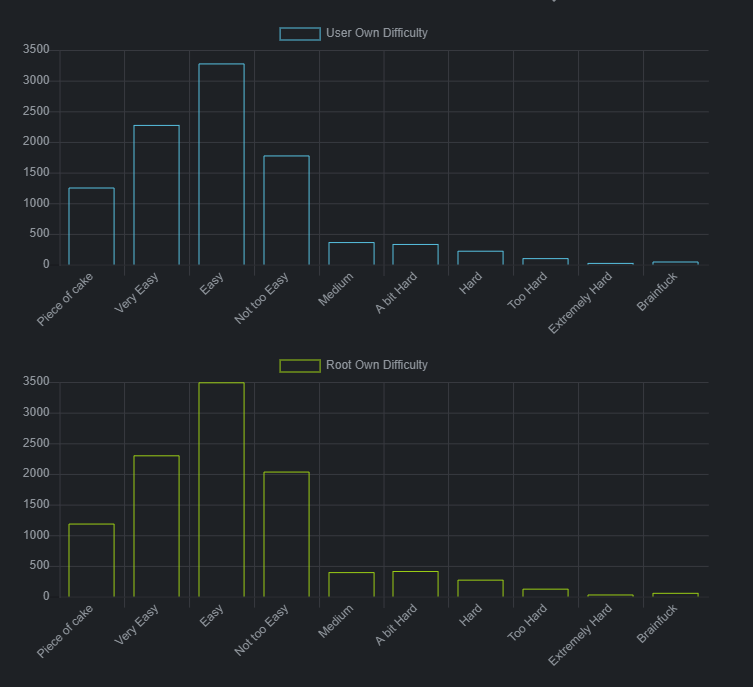 User Own Difficulty
3500
3000
2500
2000
1500
1000
500
0
Piece of cake
Very Easy
Easy
Not too Easy
Medium
A bit Hard
Hard
Too Hard
Extremely Hard
Brainfuck
Root Own Difficulty
3500
3000
2500
2000
1500
1000
500
0
Piece of cake
Very Easy
Easy
Not too Easy
Medium
A bit Hard
Hard
Too Hard
Extremely Hard
Brainfuck